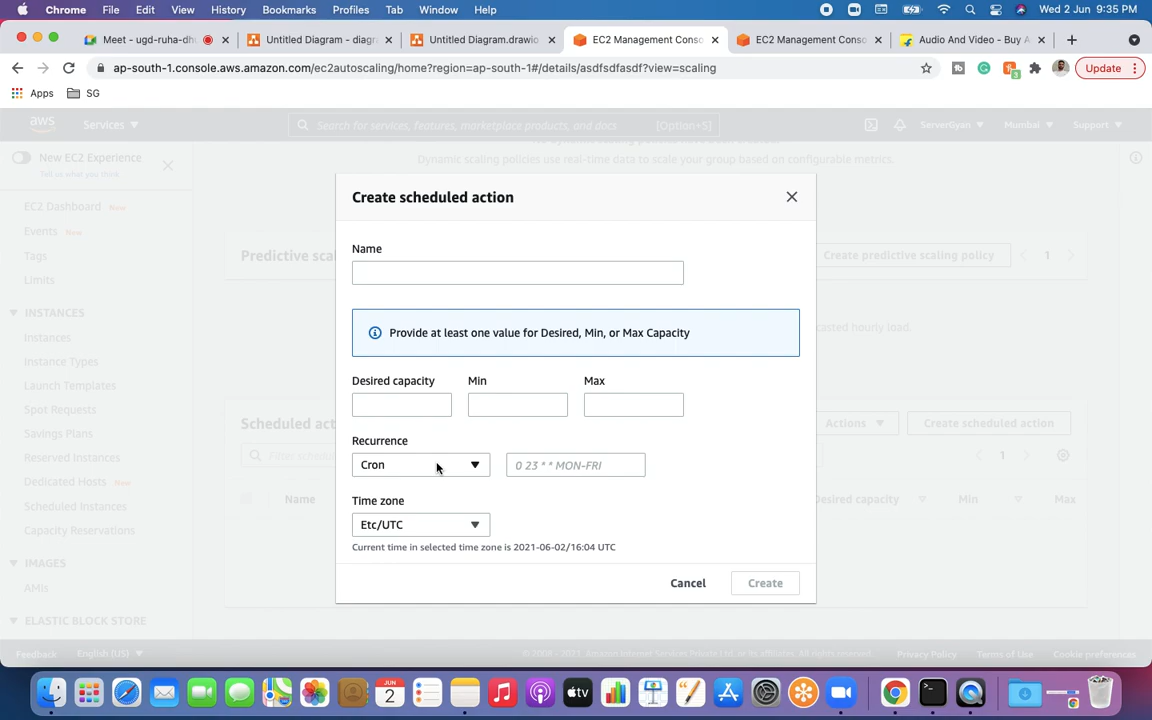 Chrome File Edit View History Bookmarks Profiles Tab Window Help Wed 2 Jun 9:35 PM
Meet - ugd-ruha-dh Untitled Diagram - diagra Untitled Diagram.drawio EC2 Management Conso EC2 Management Conso Audio And Video - Buy A
ap-south-1.console.aws.amazon.com/ec2autoscaling/home?region=ap-south-1#/details/asdfsdfasdf?view=scaling Update
Apps SG
aws Services Search for services, features, marketplace products, and docs [Option+S] ServerGyan Mumbai Support
New EC2 Experience
Tell us what you think
Dynamic scaling policies use real-time data to scale your group based on configurable metrics.
EC2 Dashboard New
Events New
Tags
Limits
INSTANCES
Instances
Instance Types
Launch Templates
Spot Requests
Savings Plans
Reserved Instances
Dedicated Hosts New
Scheduled Instances
Capacity Reservations
IMAGES
AMIs
ELASTIC BLOCK STORE
Predictive sca Create predictive scaling policy 1
casted hourly load.
Scheduled act Actions Create scheduled action
Filter schedul 1
Name Desired capacity Min Max
Create scheduled action
Name
Provide at least one value for Desired, Min, or Max Capacity
Desired capacity Min Max
Recurrence
Cron 0 23 * * MON-FRI
Time zone
Etc/UTC
Current time in selected time zone is 2021-06-02/16:04 UTC
Cancel Create
Feedback English (US) © 2008 - 2021, Amazon Internet Services Private Ltd. or its affiliates. All rights reserved. Privacy Policy Terms of Use Cookie preferences